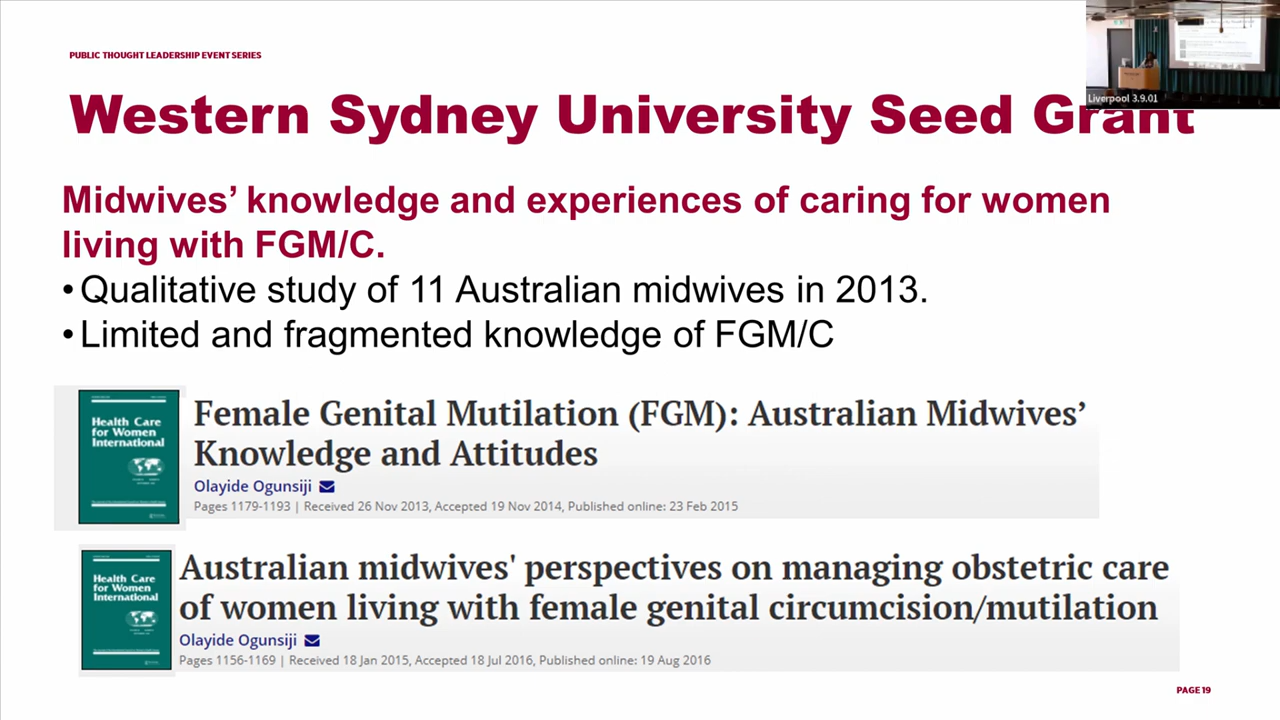 PUBLIC THOUGHT LEADERSHIP EVENT SERIES
Liverpool 3.9.01
Western Sydney University Seed Grant
Midwives’ knowledge and experiences of caring for women
living with FGM/C.
•Qualitative study of 11 Australian midwives in 2013.
•Limited and fragmented knowledge of FGM/C
Health Care
for Women
International
Female Genital Mutilation (FGM): Australian Midwives’
Knowledge and Attitudes
Olayide Ogunsiji
Pages 1179-1193 | Received 26 Nov 2013, Accepted 19 Nov 2014, Published online: 23 Feb 2015
Health Care
for Women
International
Australian midwives' perspectives on managing obstetric care
of women living with female genital circumcision/mutilation
Olayide Ogunsiji
Pages 1156-1169 | Received 18 Jan 2015, Accepted 18 Jul 2016, Published online: 19 Aug 2016
PAGE 19